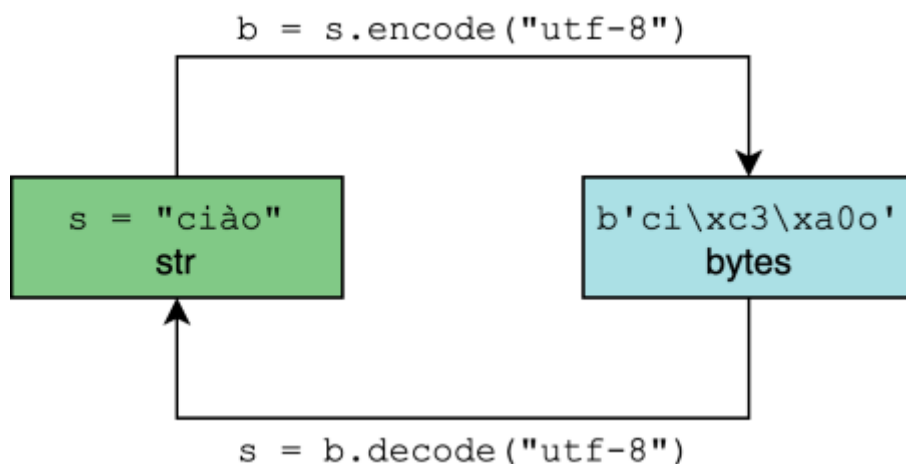 b = s.encode("utf-8")
s = "ciào"
str
b'ci\xc3\xa0o'
bytes
s = b.decode("utf-8")